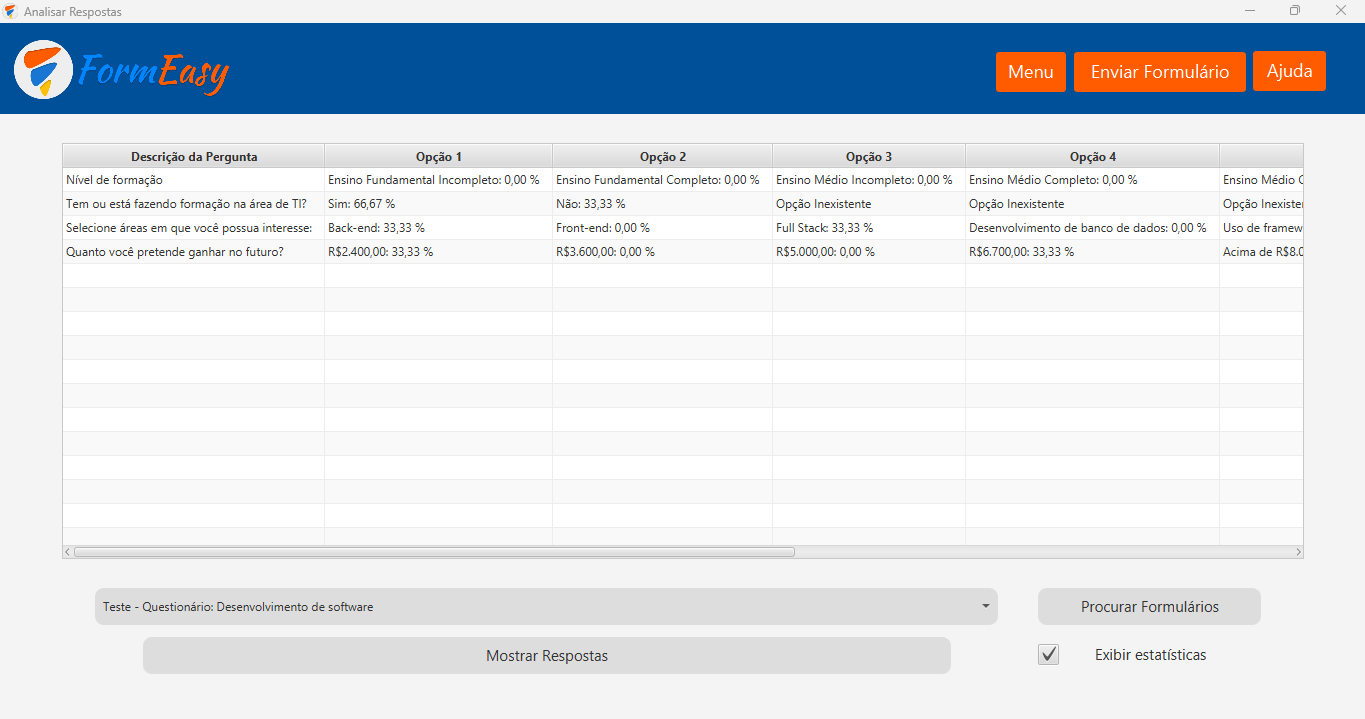 Analisar Respostas
FormEasy
Menu Enviar Formulário Ajuda
Descrição da Pergunta Opção 1 Opção 2 Opção 3 Opção 4
Nível de formação Ensino Fundamental Incompleto: 0,00 % Ensino Fundamental Completo: 0,00 % Ensino Médio Incompleto: 0,00 % Ensino Médio Completo: 0,00 % Ensino Médio
Tem ou está fazendo formação na área de TI? Sim: 66,67 % Não: 33,33 % Opção Inexistente Opção Inexistente Opção Inexiste
Selecione áreas em que você possua interesse: Back-end: 33,33 % Front-end: 0,00 % Full Stack: 33,33 % Desenvolvimento de banco de dados: 0,00 % Uso de framew
Quanto você pretende ganhar no futuro? R$2.400,00: 33,33 % R$3.600,00: 0,00 % R$5.000,00: 0,00 % R$6.700,00: 33,33 % Acima de R$8.0
Teste - Questionário: Desenvolvimento de software Procurar Formulários
Mostrar Respostas Exibir estatísticas